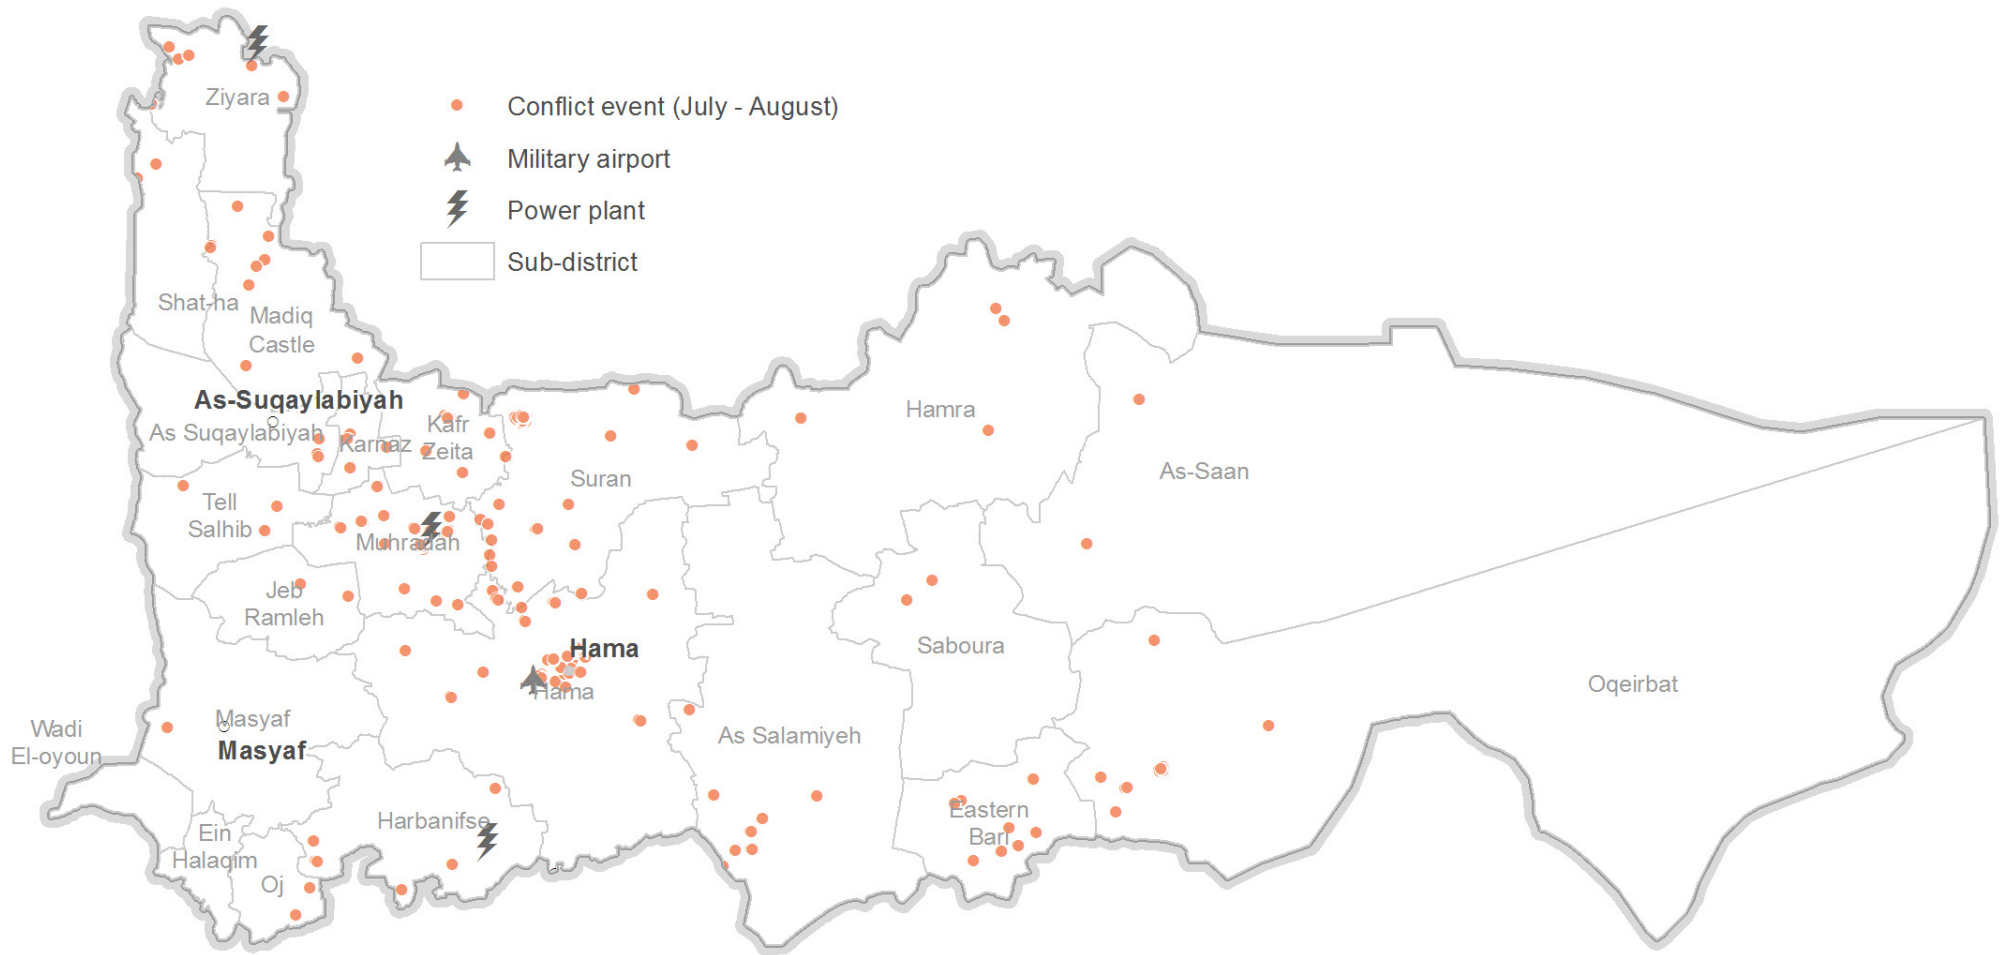 Ziyara
Conflict event (July - August)
Military airport
Power plant
Sub-district
Shat-ha
Madiq
Castle
As-Suqaylabiyah
As Suqaylabiyah
Karnaz
Kafr
Zeita
Hamra
Suran
As-Saan
Tell
Salhib
Muhradah
Jeb
Ramleh
Hama
Hama
Saboura
Oqeirbat
Wadi
El-oyoun
Masyaf
Masyaf
As Salamiyeh
Harbanifse
Eastern
Bari
Ein
Halaqim
Oj